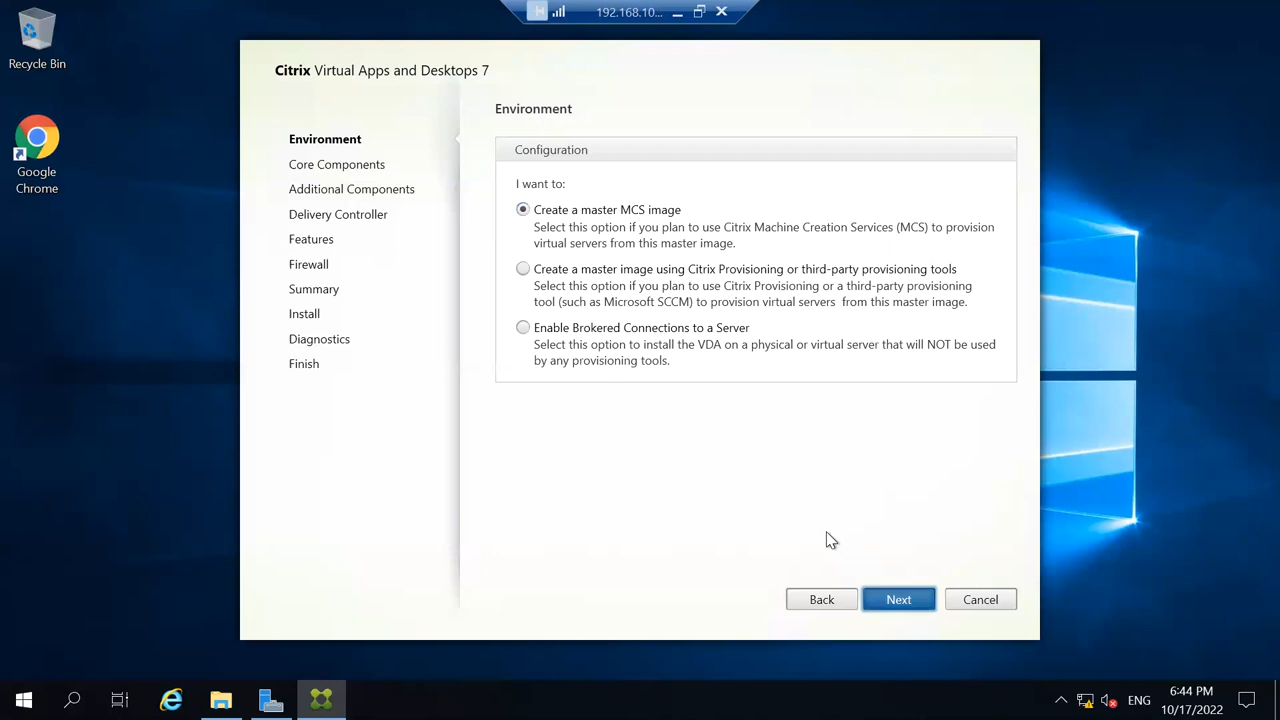 192.168.10...
Recycle Bin
Google
Chrome
Citrix Virtual Apps and Desktops 7
Environment
Core Components
Additional Components
Delivery Controller
Features
Firewall
Summary
Install
Diagnostics
Finish
Environment
Configuration
I want to:
Create a master MCS image
Select this option if you plan to use Citrix Machine Creation Services (MCS) to provision
virtual servers from this master image.
Create a master image using Citrix Provisioning or third-party provisioning tools
Select this option if you plan to use Citrix Provisioning or a third-party provisioning
tool (such as Microsoft SCCM) to provision virtual servers from this master image.
Enable Brokered Connections to a Server
Select this option to install the VDA on a physical or virtual server that will NOT be used
by any provisioning tools.
Back
Next
Cancel
ENG
6:44 PM
10/17/2022